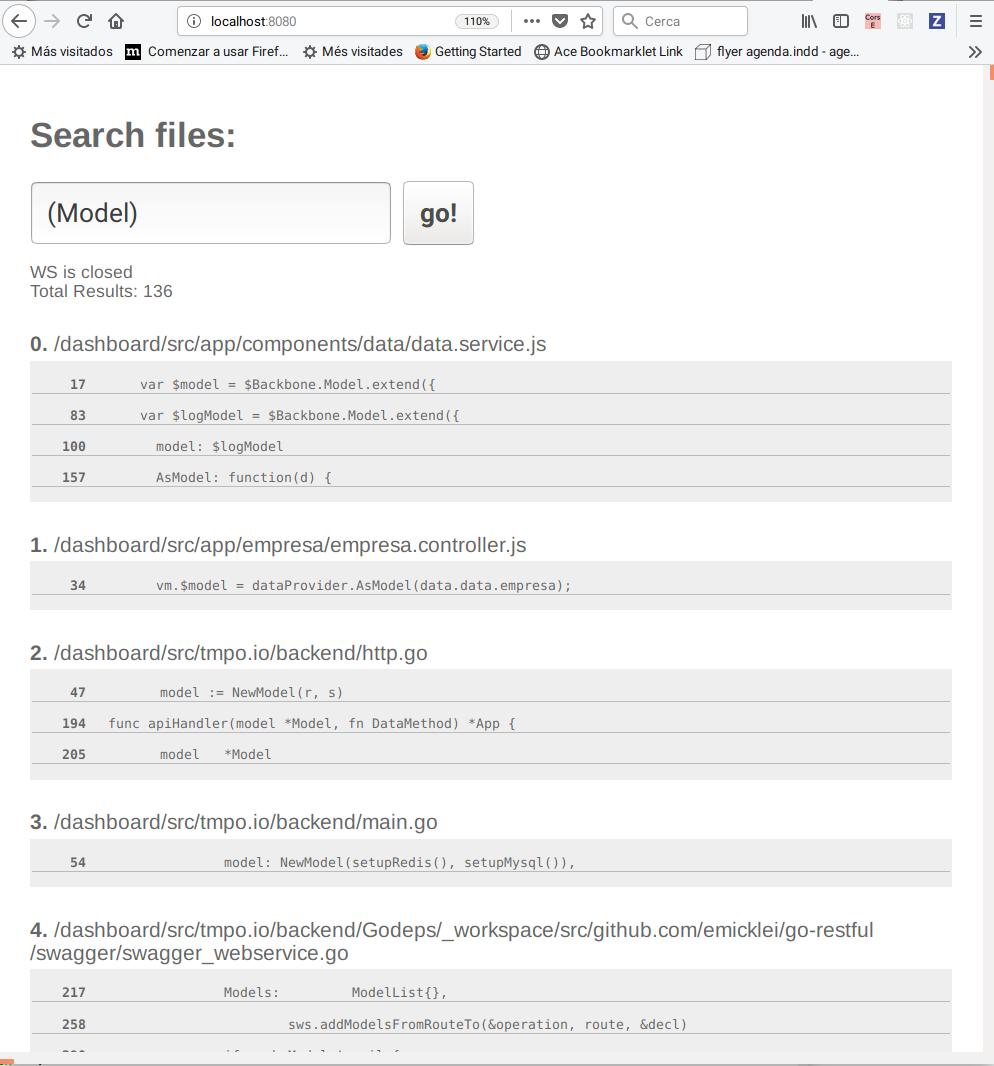 localhost:8080 110% Cerca Cors E Z
Más visitados m Comenzar a usar Firef... Més visitades Getting Started Ace Bookmarklet Link flyer agenda.indd - age...
Search files:
(Model) go!
WS is closed
Total Results: 136
0. /dashboard/src/app/components/data/data.service.js
17 var $model = $Backbone.Model.extend({
83 var $logModel = $Backbone.Model.extend({
100 model: $logModel
157 AsModel: function(d) {
1. /dashboard/src/app/empresa/empresa.controller.js
34 vm.$model = dataProvider.AsModel(data.data.empresa);
2. /dashboard/src/tmpo.io/backend/http.go
47 model := NewModel(r, s)
194 func apiHandler(model *Model, fn DataMethod) *App {
205 model *Model
3. /dashboard/src/tmpo.io/backend/main.go
54 model: NewModel(setupRedis(), setupMysql()),
4. /dashboard/src/tmpo.io/backend/Godeps/_workspace/src/github.com/emicklei/go-restful
/swagger/swagger_webservice.go
217 Models: ModelList{},
258 sws.addModelsFromRouteTo(&operation, route, &decl)